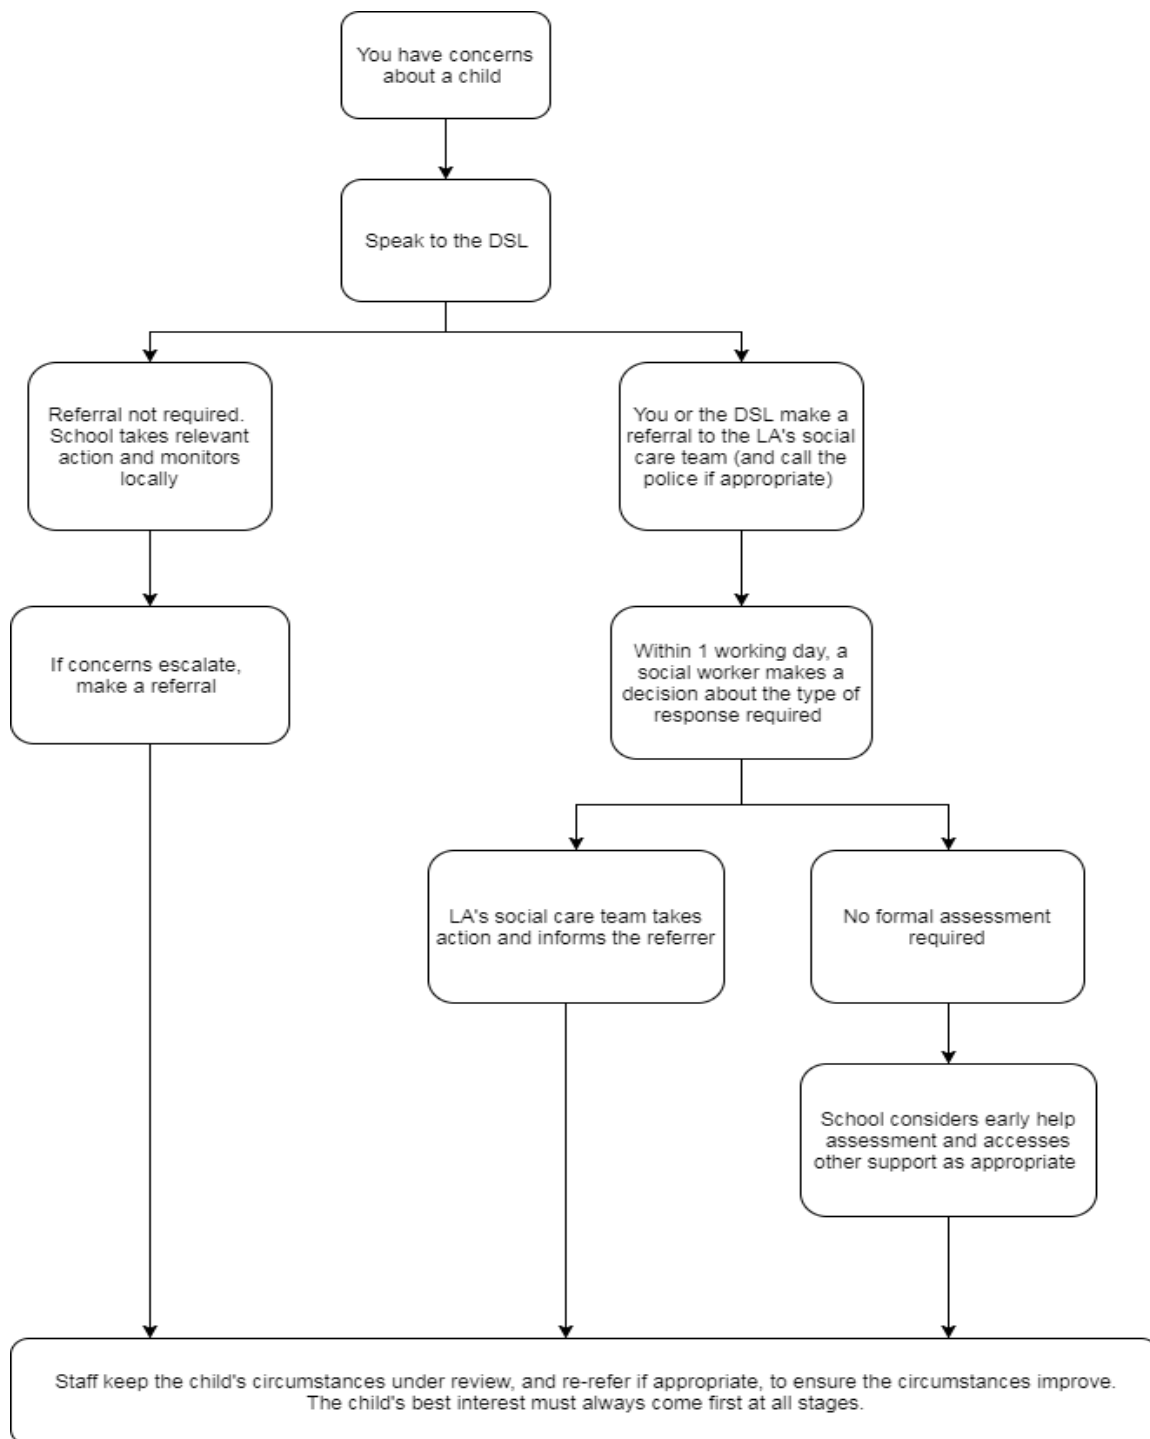 You have concerns
about a child
Speak to the DSL
Referral not required.
School takes relevant
action and monitors
locally
You or the DSL make a
referral to the LA's social
care team (and call the
police if appropriate)
If concerns escalate,
make a referral
Within 1 working day, a
social worker makes a
decision about the type of
response required
LA's social care team takes
action and informs the referrer
No formal assessment
required
School considers early help
assessment and accesses
other support as appropriate
Staff keep the child's circumstances under review, and re-refer if appropriate, to ensure the circumstances improve.
The child's best interest must always come first at all stages.